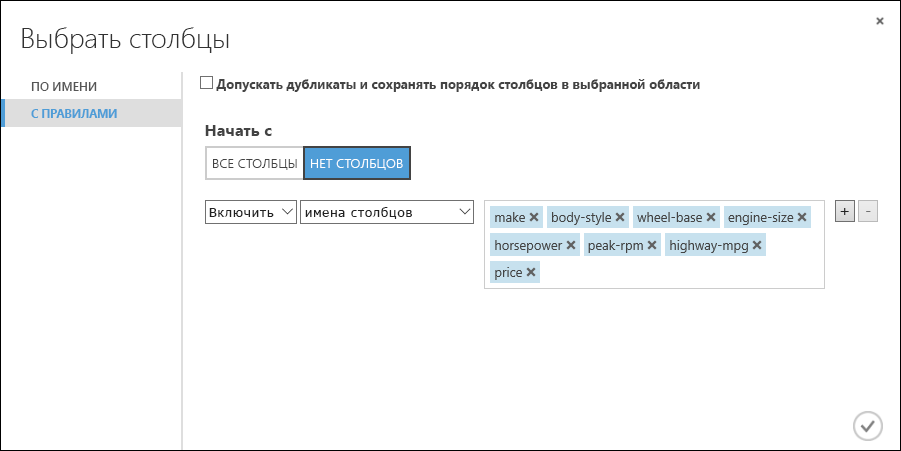 Выбрать столбцы
ПО ИМЕНИ
С ПРАВИЛАМИ
Допускать дубликаты и сохранять порядок столбцов в выбранной области
Начать с
ВСЕ СТОЛБЦЫ НЕТ СТОЛБЦОВ
Включить имена столбцов make body-style wheel-base engine-size + -
horsepower peak-rpm highway-mpg
price